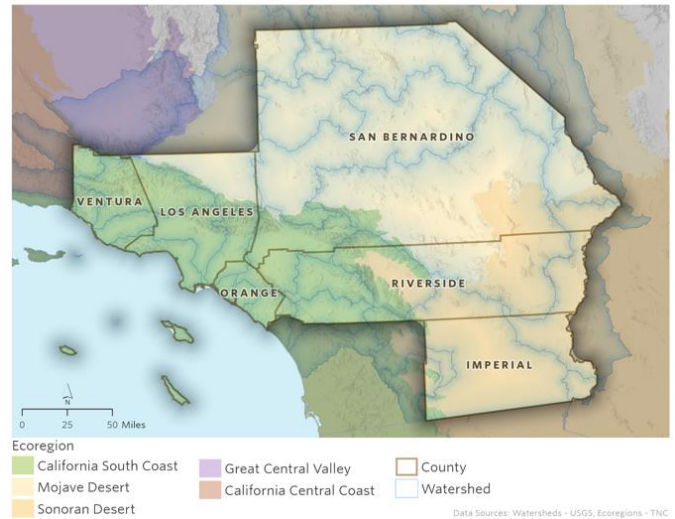 SAN BERNARDINO
VENTURA
LOS ANGELES
ORANGE
RIVERSIDE
IMPERIAL
N
0 25 50 Miles
Ecoregion
California South Coast
Mojave Desert
Sonoran Desert
Great Central Valley
California Central Coast
County
Watershed
Data Sources: Watersheds - USGS, Ecoregions - TNC